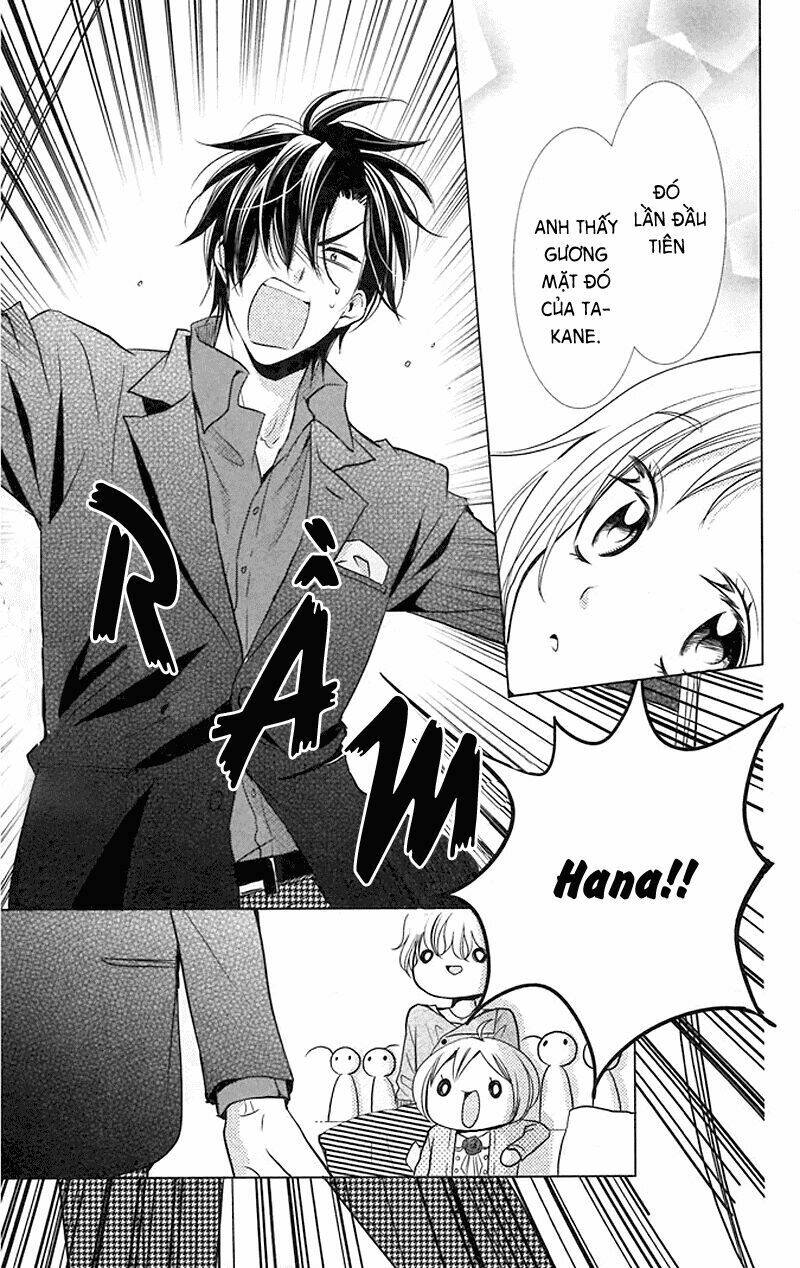 ĐÓ
LẦN ĐẦU
TIÊN
ANH THẤY
GƯƠNG
MẶT ĐÓ
CỦA TA-
KANE.
RẦM
Hana!!